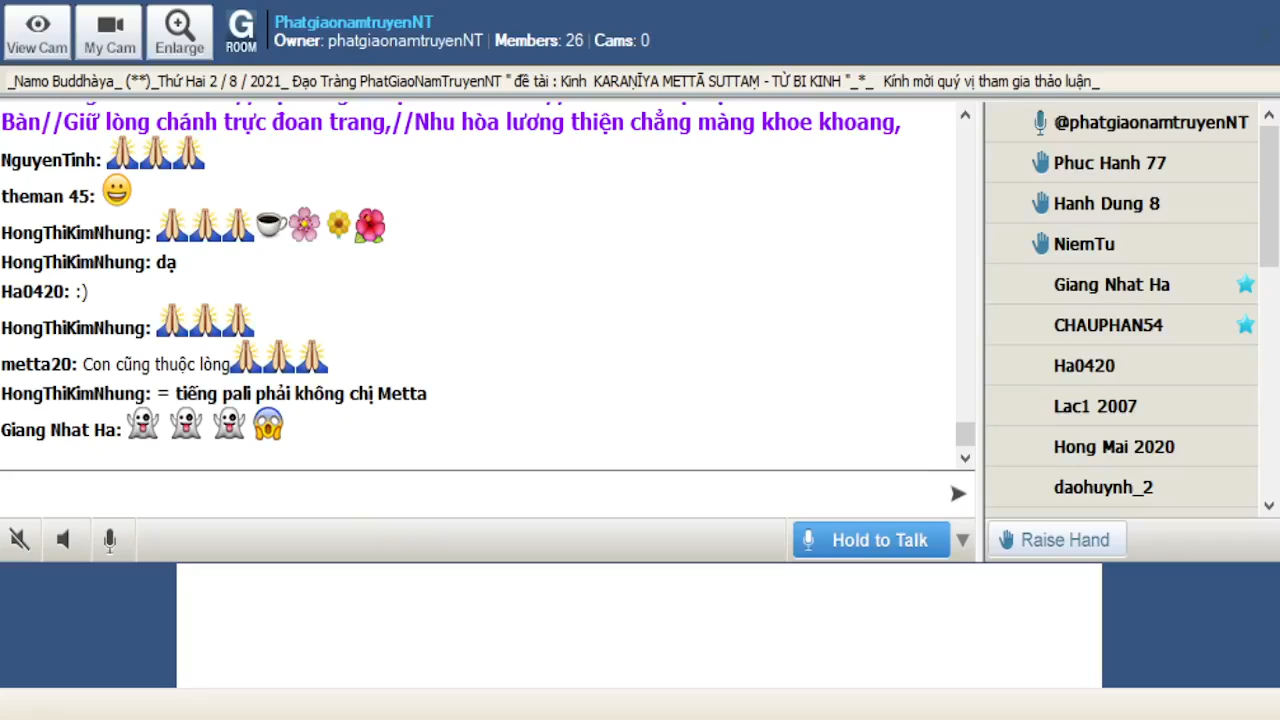 View Cam
My Cam
Enlarge
G
ROOM
PhatgiaonamtruyenNT
Owner: phatgiaonamtruyenNT | Members: 26 | Cams: 0
_Namo Buddhàya_ (**)_Thứ Hai 2 / 8 / 2021_ Đạo Tràng PhatGiaoNamTruyenNT " đề tài : Kinh KARAṆĪYA METTĀ SUTTAṂ - TỪ BI KINH "_*_ Kính mời quý vị tham gia thảo luận_
Bàn//Giữ lòng chánh trực đoan trang,//Nhu hòa lương thiện chẳng màng khoe khoang,
NguyenTinh: 🙏🙏🙏
theman 45: 😀
HongThiKimNhung: 🙏🙏🙏☕🌸🌻🌺
HongThiKimNhung: dạ
Ha0420: :)
HongThiKimNhung: 🙏🙏🙏
metta20: Con cũng thuộc lòng🙏🙏🙏
HongThiKimNhung: = tiếng pali phải không chị Metta
Giang Nhat Ha: 👻 👻 👻 😱
@phatgiaonamtruyenNT
Phuc Hanh 77
Hanh Dung 8
NiemTu
Giang Nhat Ha
CHAUPHAN54
Ha0420
Lac1 2007
Hong Mai 2020
daohuynh_2
Hold to Talk
Raise Hand